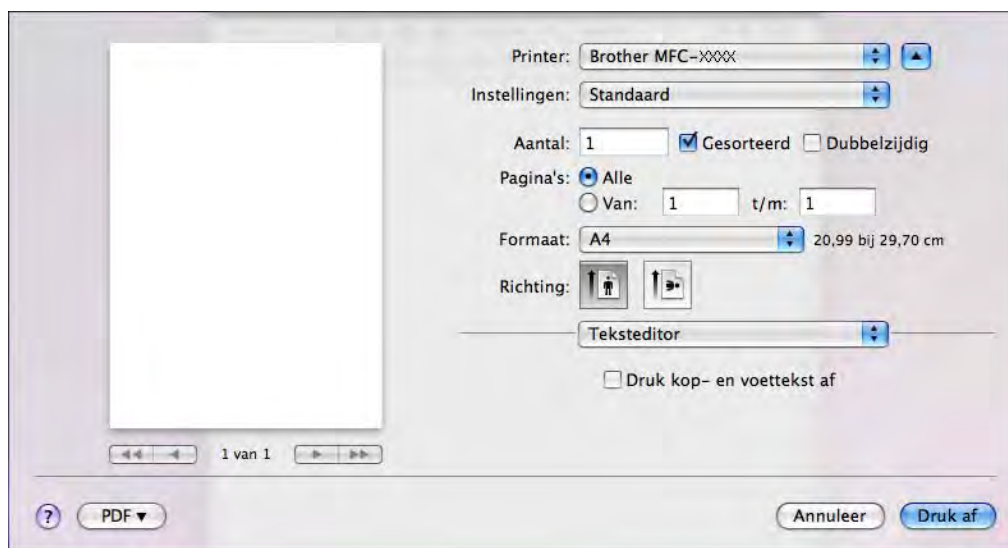 Printer: Brother MFC-XXXX
Instellingen: Standaard
Aantal: 1 Gesorteerd Dubbelzijdig
Pagina's: Alle
Van: 1 t/m: 1
Formaat: A4 20,99 bij 29,70 cm
Richting:
Teksteditor
Druk kop- en voettekst af
1 van 1
? PDF Annuleer Druk af